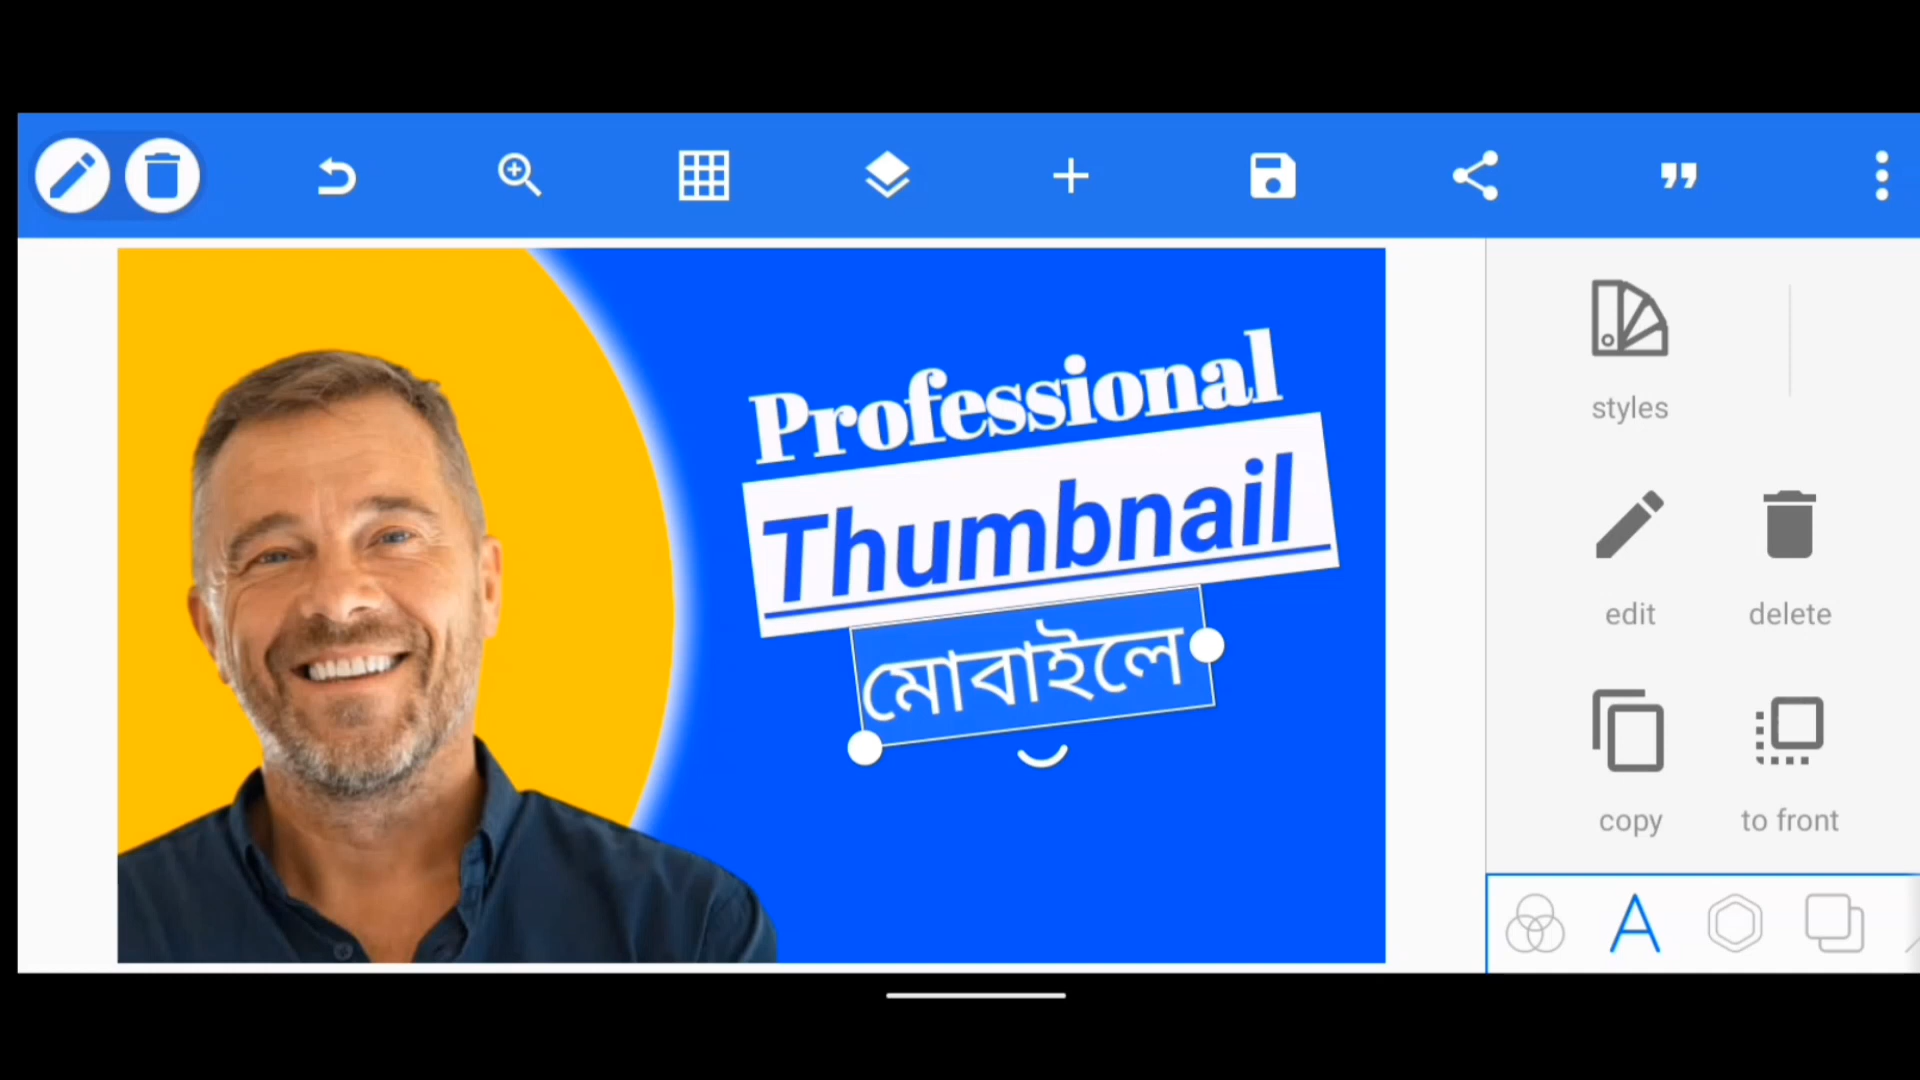 Professional
Thumbnail
মোবাইলে
styles
edit
delete
copy
to front